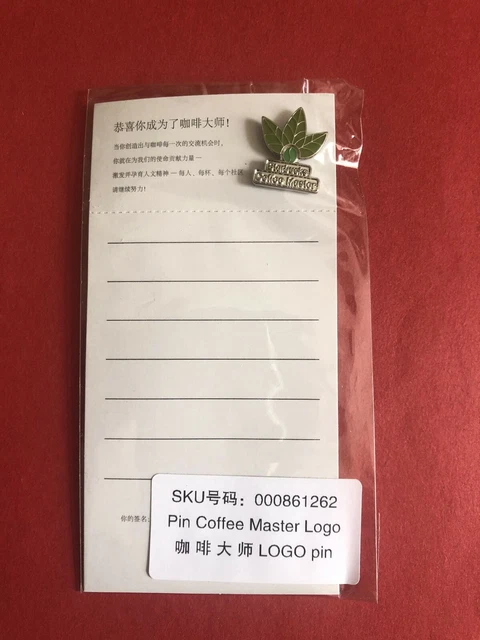 恭喜你成为了咖啡大师!
当你创造出与咖啡每一次的交流机会时,
你就在为我们的使命贡献力量 —
激发并孕育人文精神 — 每人、每杯、每个社区
请继续努力!
Starbucks
Coffee Master
你的签名:
SKU号码：000861262
Pin Coffee Master Logo
咖 啡 大 师 LOGO pin